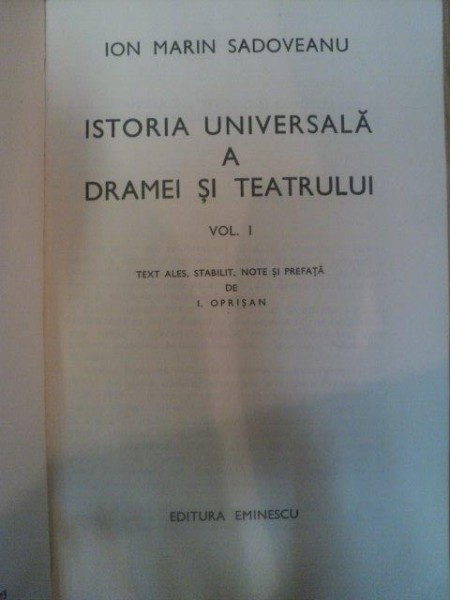 ION MARIN SADOVEANU
ISTORIA UNIVERSALĂ
A
DRAMEI ȘI TEATRULUI
VOL. I
TEXT ALES, STABILIT, NOTE ȘI PREFAȚĂ
DE
I. OPRIȘAN
EDITURA EMINESCU